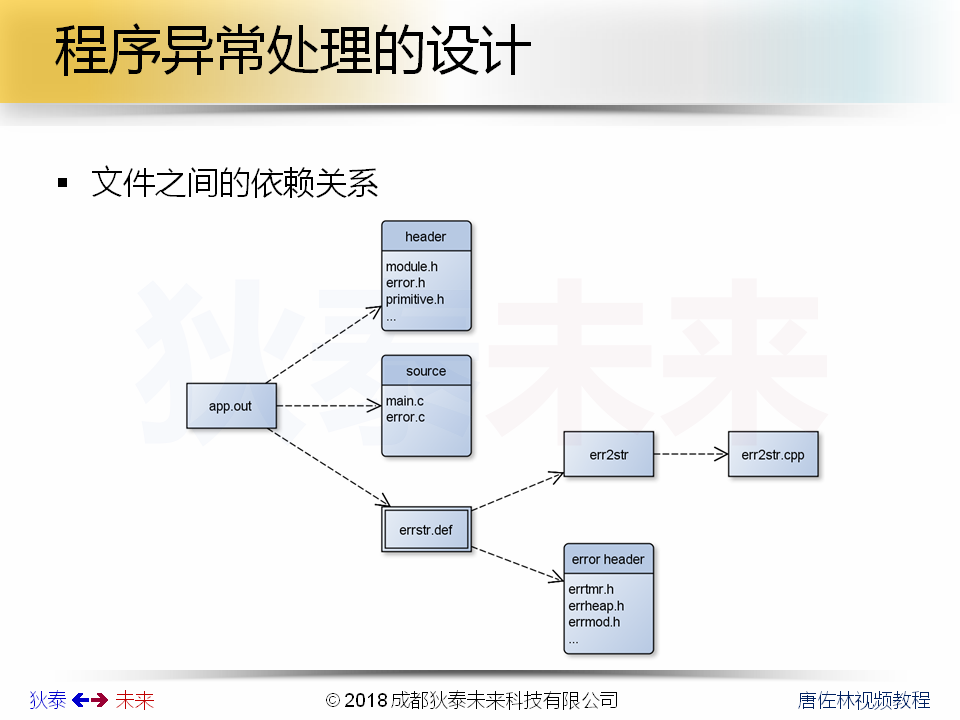 程序异常处理的设计
文件之间的依赖关系
header
module.h
error.h
primitive.h
...
source
main.c
error.c
app.out
err2str
err2str.cpp
errstr.def
error header
errtmr.h
errheap.h
errmod.h
...
狄泰未来
狄泰 未来
© 2018 成都狄泰未来科技有限公司
唐佐林视频教程